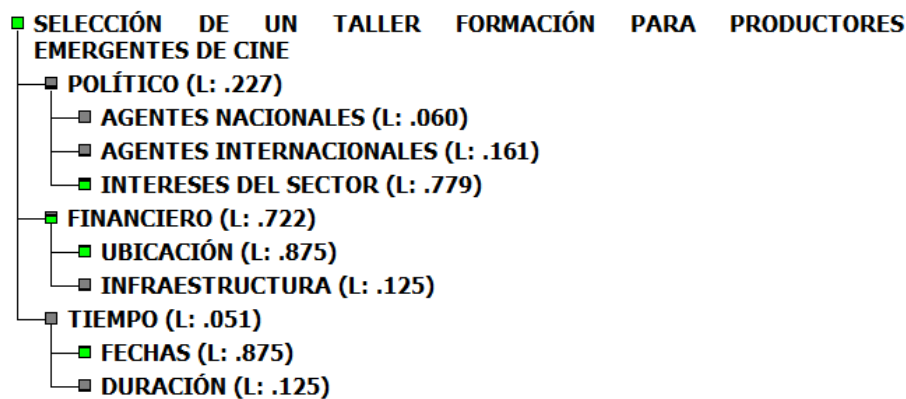 SELECCIÓN DE UN TALLER FORMACIÓN PARA PRODUCTORES
EMERGENTES DE CINE
POLÍTICO (L: .227)
AGENTES NACIONALES (L: .060)
AGENTES INTERNACIONALES (L: .161)
INTERESES DEL SECTOR (L: .779)
FINANCIERO (L: .722)
UBICACIÓN (L: .875)
INFRAESTRUCTURA (L: .125)
TIEMPO (L: .051)
FECHAS (L: .875)
DURACIÓN (L: .125)